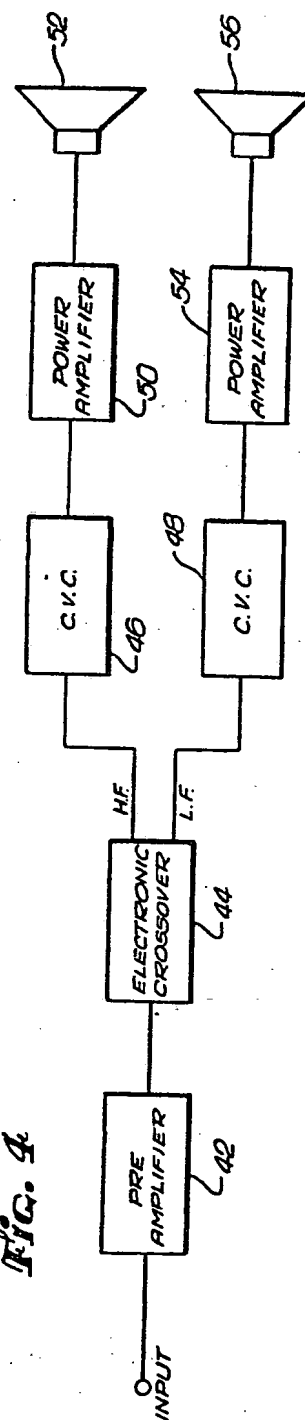 Fig. 4
INPUT
PRE
AMPLIFIER
42
ELECTRONIC
CROSSOVER
44
H.F.
L.F.
C.V.C.
46
C.V.C.
48
POWER
AMPLIFIER
50
POWER
AMPLIFIER
54
52
56